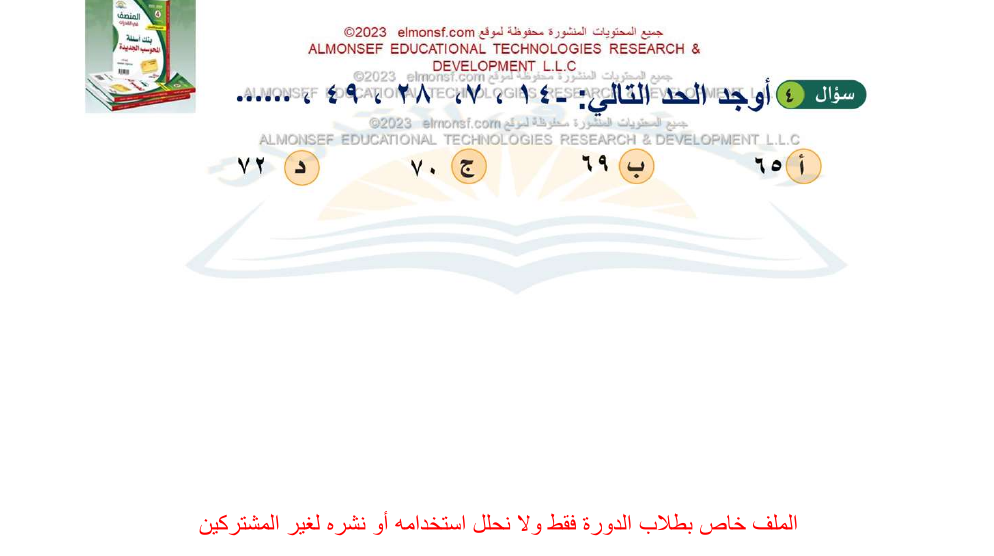 المنصف
في القدرات
بنك أسئلة
المحوسب الجديدة
جميع المحتويات المنشورة محفوظة لموقع elmonsf.com ©2023
ALMONSEF EDUCATIONAL TECHNOLOGIES RESEARCH &
DEVELOPMENT L.L.C
جميع المحتويات المنشورة محفوظة لموقع elmonsf.com ©2023
ALMONSEF EDUCATIONAL TECHNOLOGIES RESEARCH & DEVELOPMENT L.L.C
سؤال ٤ أوجد الحد التالي: -١٤ ، ٧، ٢٨ ، ٤٩ ، ......
جميع المحتويات المنشورة محفوظة لموقع elmonsf.com ©2023
ALMONSEF EDUCATIONAL TECHNOLOGIES RESEARCH & DEVELOPMENT L.L.C
أ ٦٥ ب ٦٩ ج ٧٠ د ٧٢
الملف خاص بطلاب الدورة فقط ولا نحلل استخدامه أو نشره لغير المشتركين